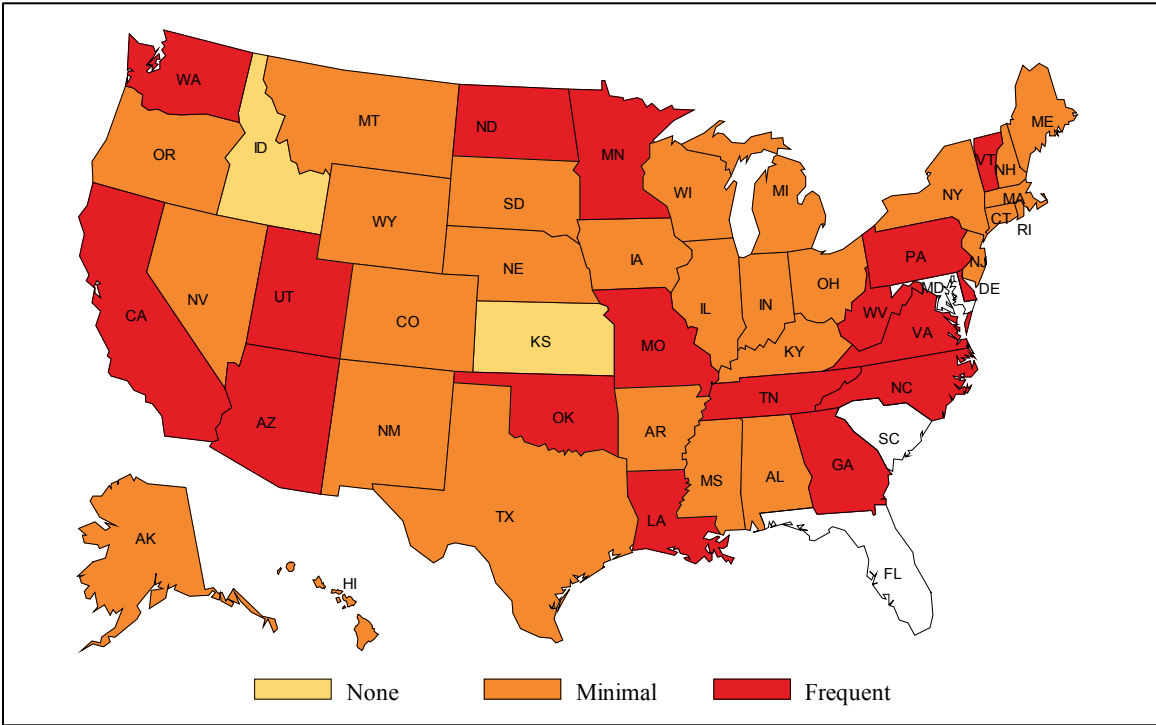 WA
MT
ND
MN
ME
OR
ID
SD
WI
MI
NY
VT
NH
MA
CT
RI
WY
NE
IA
PA
NJ
NV
UT
CO
KS
IL
IN
OH
MD
DE
CA
MO
KY
WV
VA
AZ
NM
OK
AR
TN
NC
SC
TX
LA
MS
AL
GA
AK
HI
FL
None
Minimal
Frequent